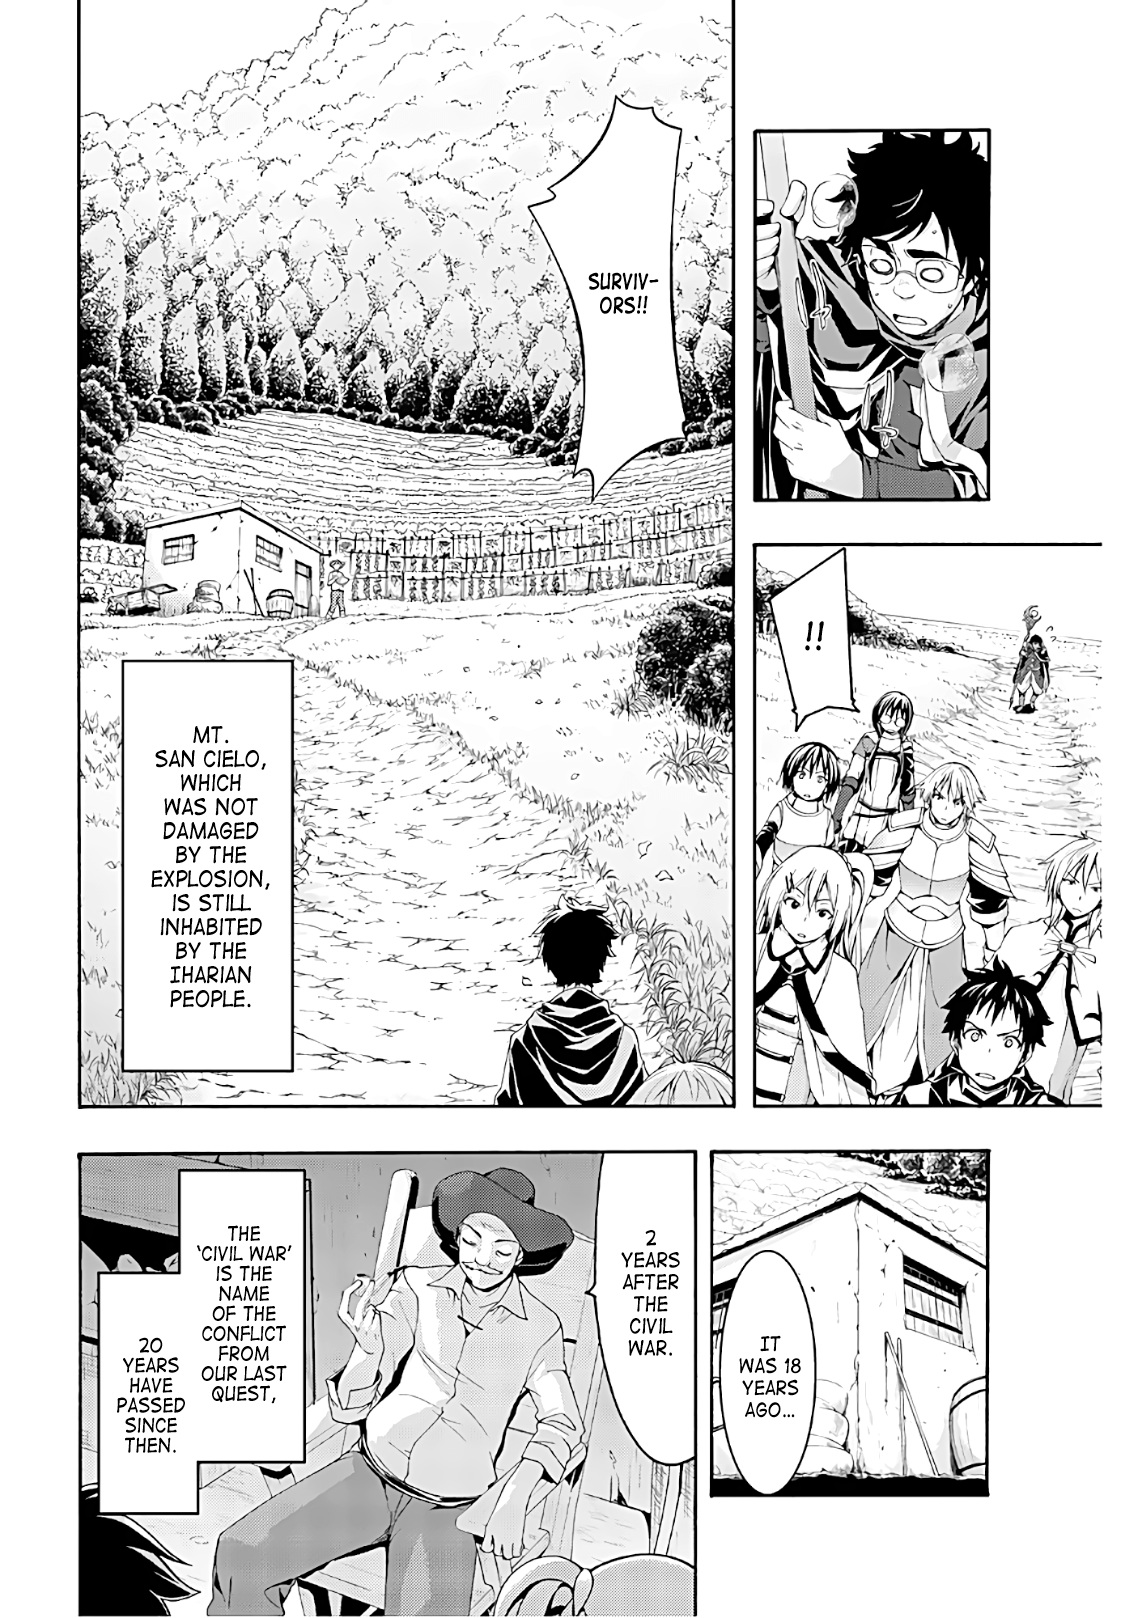 !!
SURVIV-
ORS!!
MT.
SAN CIELO,
WHICH
WAS NOT
DAMAGED
BY THE
EXPLOSION,
IS STILL
INHABITED
BY THE
IHARIAN
PEOPLE.
IT
WAS 18
YEARS
AGO...
2
YEARS
AFTER
THE
CIVIL
WAR.
THE
'CIVIL WAR'
IS THE
NAME
OF THE
CONFLICT
FROM
OUR LAST
QUEST,
20
YEARS
HAVE
PASSED
SINCE
THEN.